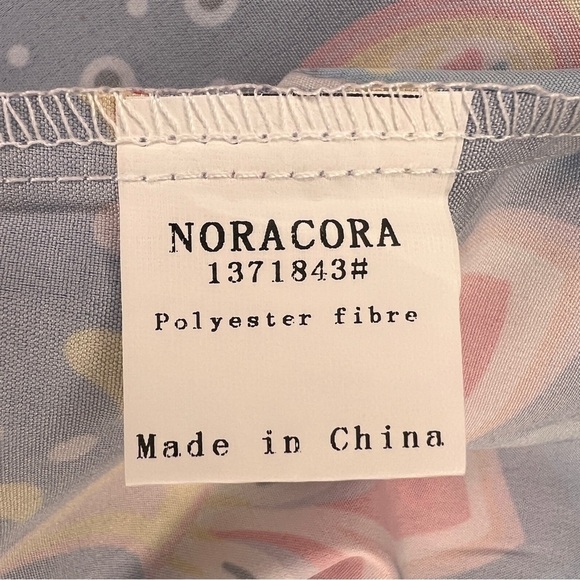 NORACORA
1371843#
Polyester fibre
Made in China